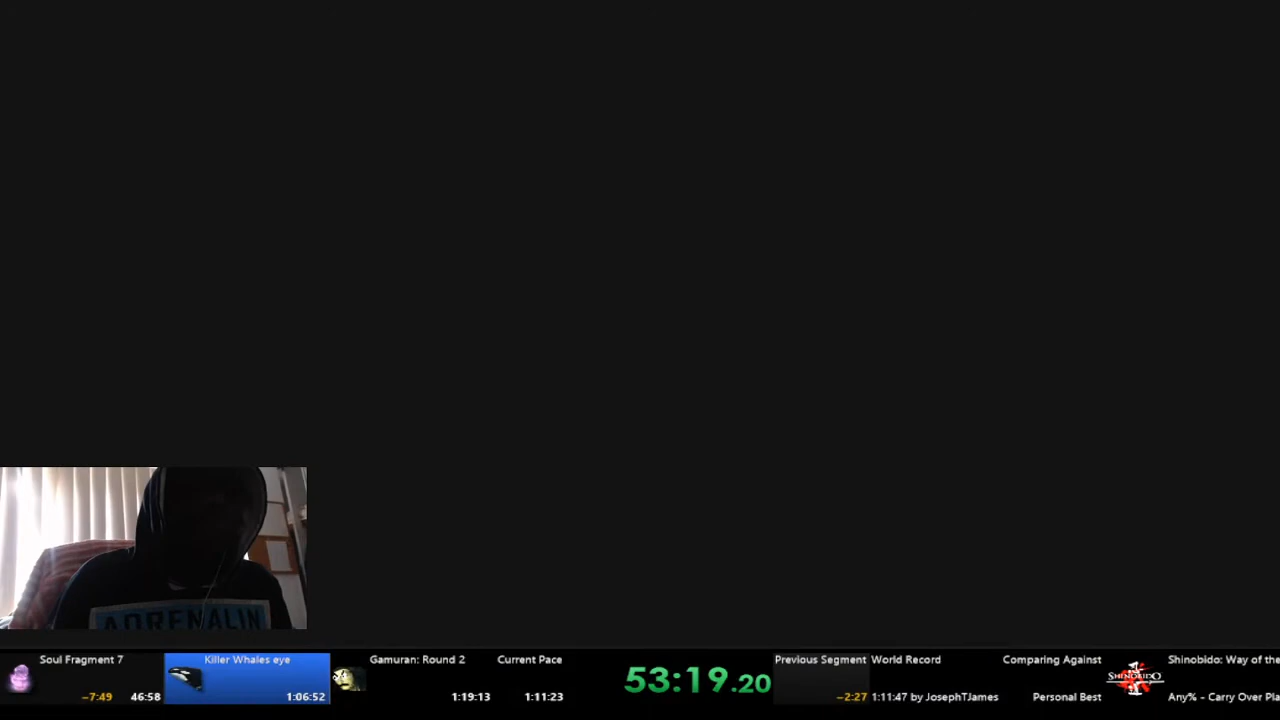 ADRENALIN
Soul Fragment 7
−7:49 46:58
Killer Whales eye
1:06:52
Gamuran: Round 2
1:19:13
Current Pace
1:11:23
53:19.20
Previous Segment
−2:27
World Record
1:11:47 by JosephTJames
Comparing Against
Personal Best
SHINOBIDO
Shinobido: Way of the
Any% - Carry Over Pla